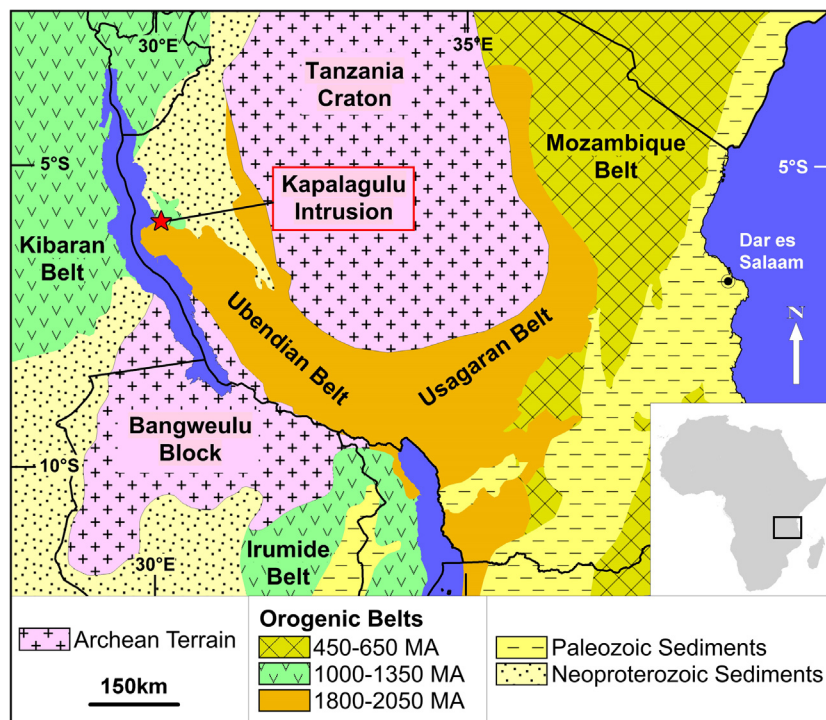 30°E
35°E
Tanzania
Craton
Mozambique
Belt
5°S
5°S
Kapalagulu
Intrusion
Kibaran
Belt
Dar es
Salaam
N
Ubendian Belt
Usagaran Belt
Bangweulu
Block
10°S
30°E
Irumide
Belt
Archean Terrain
150km
Orogenic Belts
450-650 MA
1000-1350 MA
1800-2050 MA
Paleozoic Sediments
Neoproterozoic Sediments